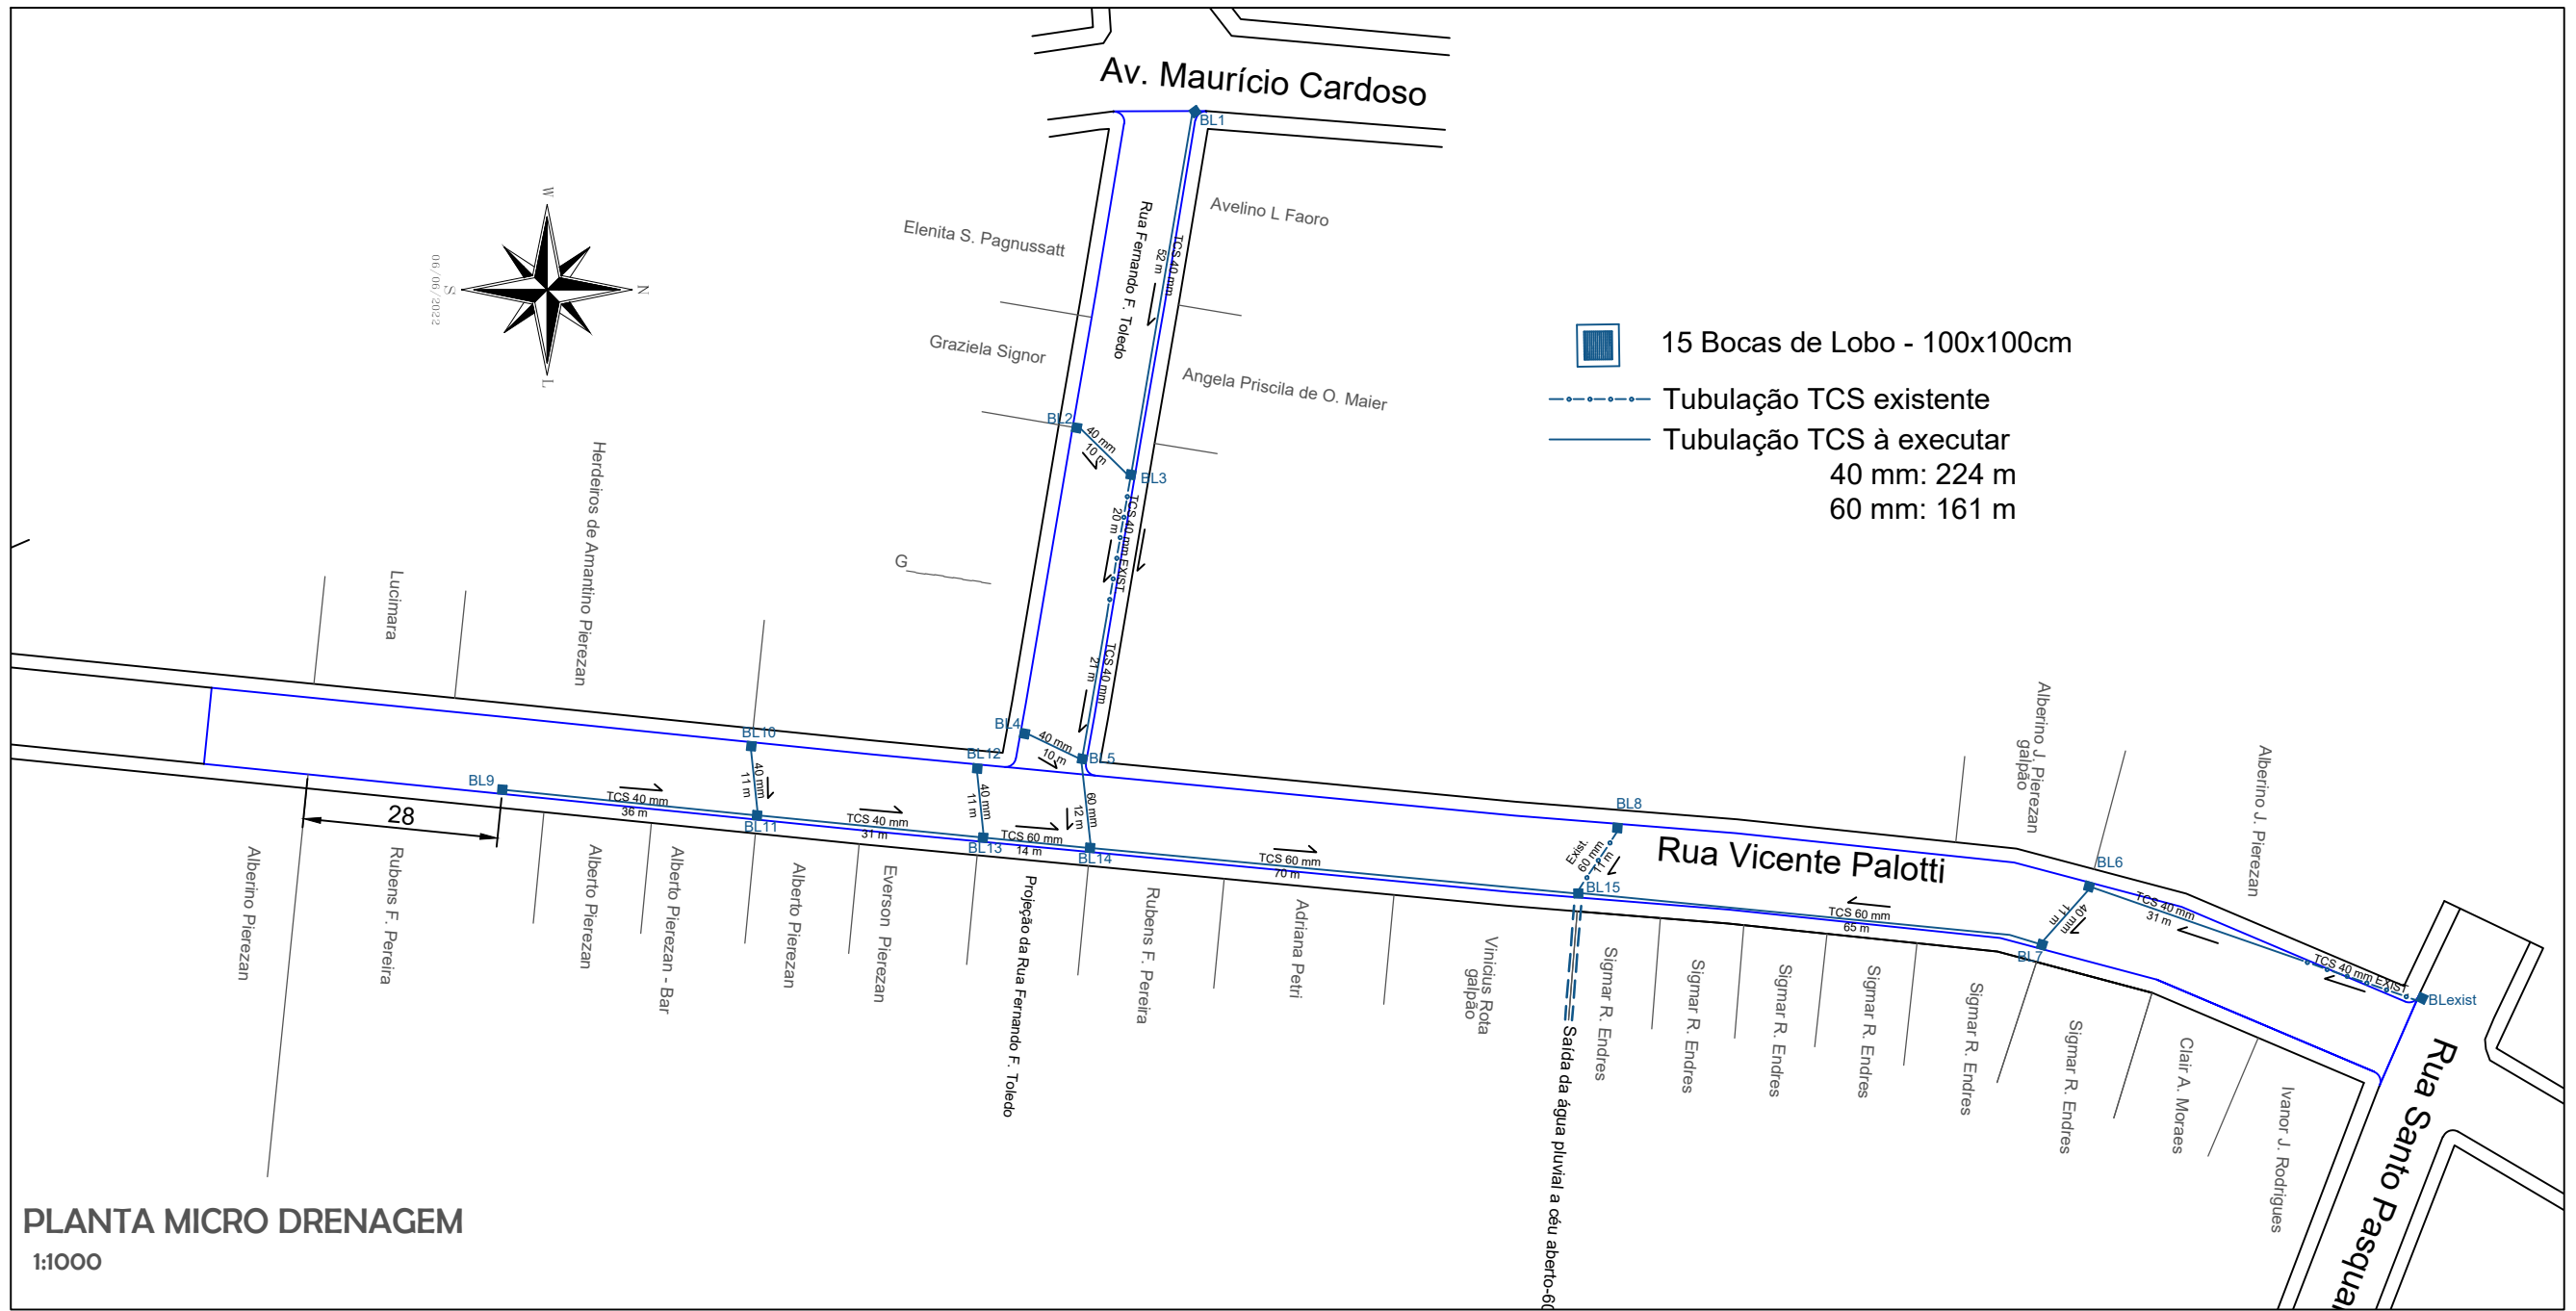 Av. Maurício Cardoso
BL1
W
N
S
L
06/06/2022
Elenita S. Pagnussatt
Avelino L Faoro
Rua Fernando F. Toledo
TCS 40 mm
52 m
Graziela Signor
Angela Priscila de O. Maier
BL2
40 mm
10 m
BL3
TCS 40 mm EXIST
20 m
G
TCS 40 mm
21 m
15 Bocas de Lobo - 100x100cm
Tubulação TCS existente
Tubulação TCS à executar
40 mm: 224 m
60 mm: 161 m
Lucimara
Herdeiros de Amantino Pierezan
BL4
40 mm
10 m
BL5
BL10
40 mm
11 m
BL12
40 mm
11 m
60 mm
12 m
BL9
TCS 40 mm
36 m
BL11
TCS 40 mm
31 m
BL13
TCS 60 mm
14 m
BL14
TCS 60 mm
70 m
28
BL8
Exist.
60 mm
11 m
BL15
Rua Vicente Palotti
TCS 60 mm
65 m
Alberino J. Pierezan
galpão
Alberino J. Pierezan
BL6
40 mm
11 m
BL7
TCS 40 mm
31 m
TCS 40 mm EXIST
BLexist
Alberino Pierezan
Rubens F. Pereira
Alberto Pierezan
Alberto Pierezan - Bar
Alberto Pierezan
Everson Pierezan
Projeção da Rua Fernando F. Toledo
Rubens F. Pereira
Adriana Petri
Vinicius Rota
galpão
Saída da água pluvial a céu aberto-60
Sigmar R. Endres
Sigmar R. Endres
Sigmar R. Endres
Sigmar R. Endres
Sigmar R. Endres
Sigmar R. Endres
Clair A. Moraes
Ivanor J. Rodrigues
Rua Santo Pasqua
PLANTA MICRO DRENAGEM
1:1000